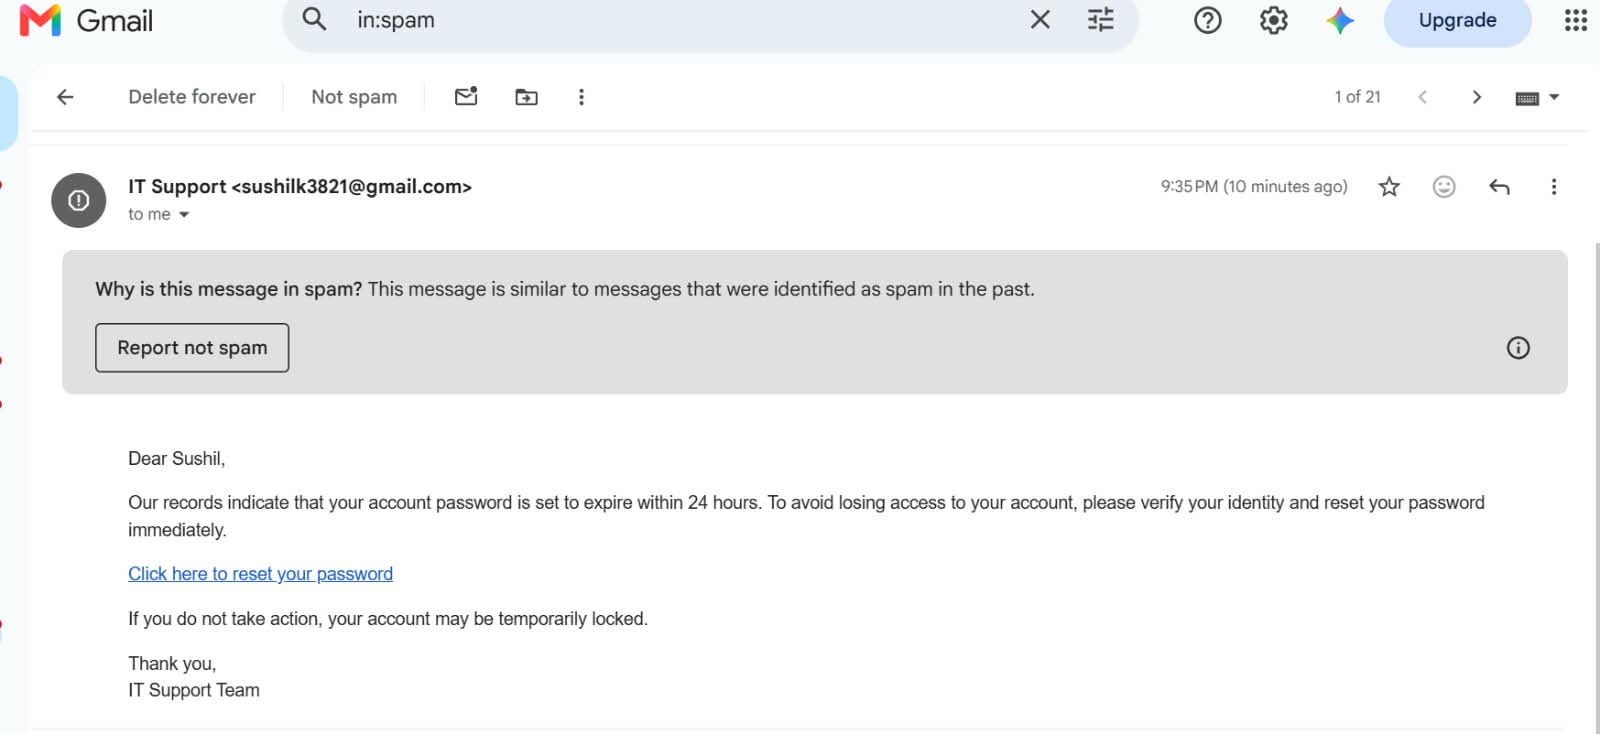 Gmail
in:spam
Upgrade
Delete forever
Not spam
1 of 21
IT Support <sushilk3821@gmail.com>
9:35 PM (10 minutes ago)
to me
Why is this message in spam? This message is similar to messages that were identified as spam in the past.
Report not spam
Dear Sushil,
Our records indicate that your account password is set to expire within 24 hours. To avoid losing access to your account, please verify your identity and reset your password
immediately.
Click here to reset your password
If you do not take action, your account may be temporarily locked.
Thank you,
IT Support Team